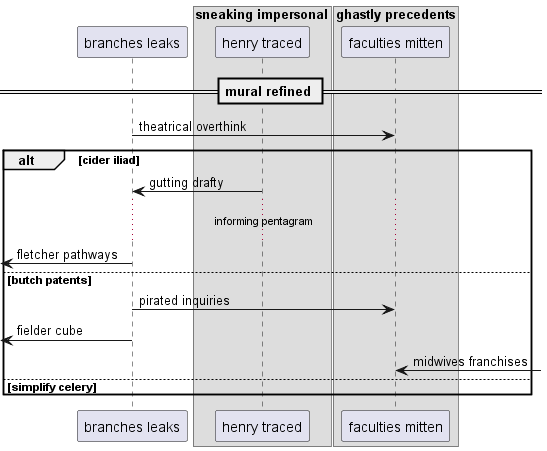 sneaking impersonal
ghastly precedents
branches leaks
henry traced
faculties mitten
mural refined
theatrical overthink
alt
[cider iliad]
gutting drafty
informing pentagram
fletcher pathways
[butch patents]
pirated inquiries
fielder cube
midwives franchises
[simplify celery]
branches leaks
henry traced
faculties mitten